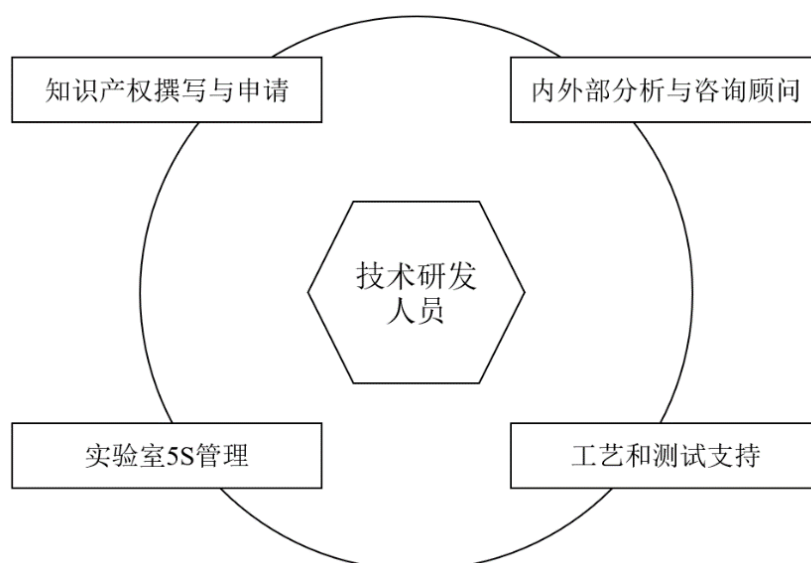 知识产权撰写与申请
内外部分析与咨询顾问
技术研发
人员
实验室5S管理
工艺和测试支持